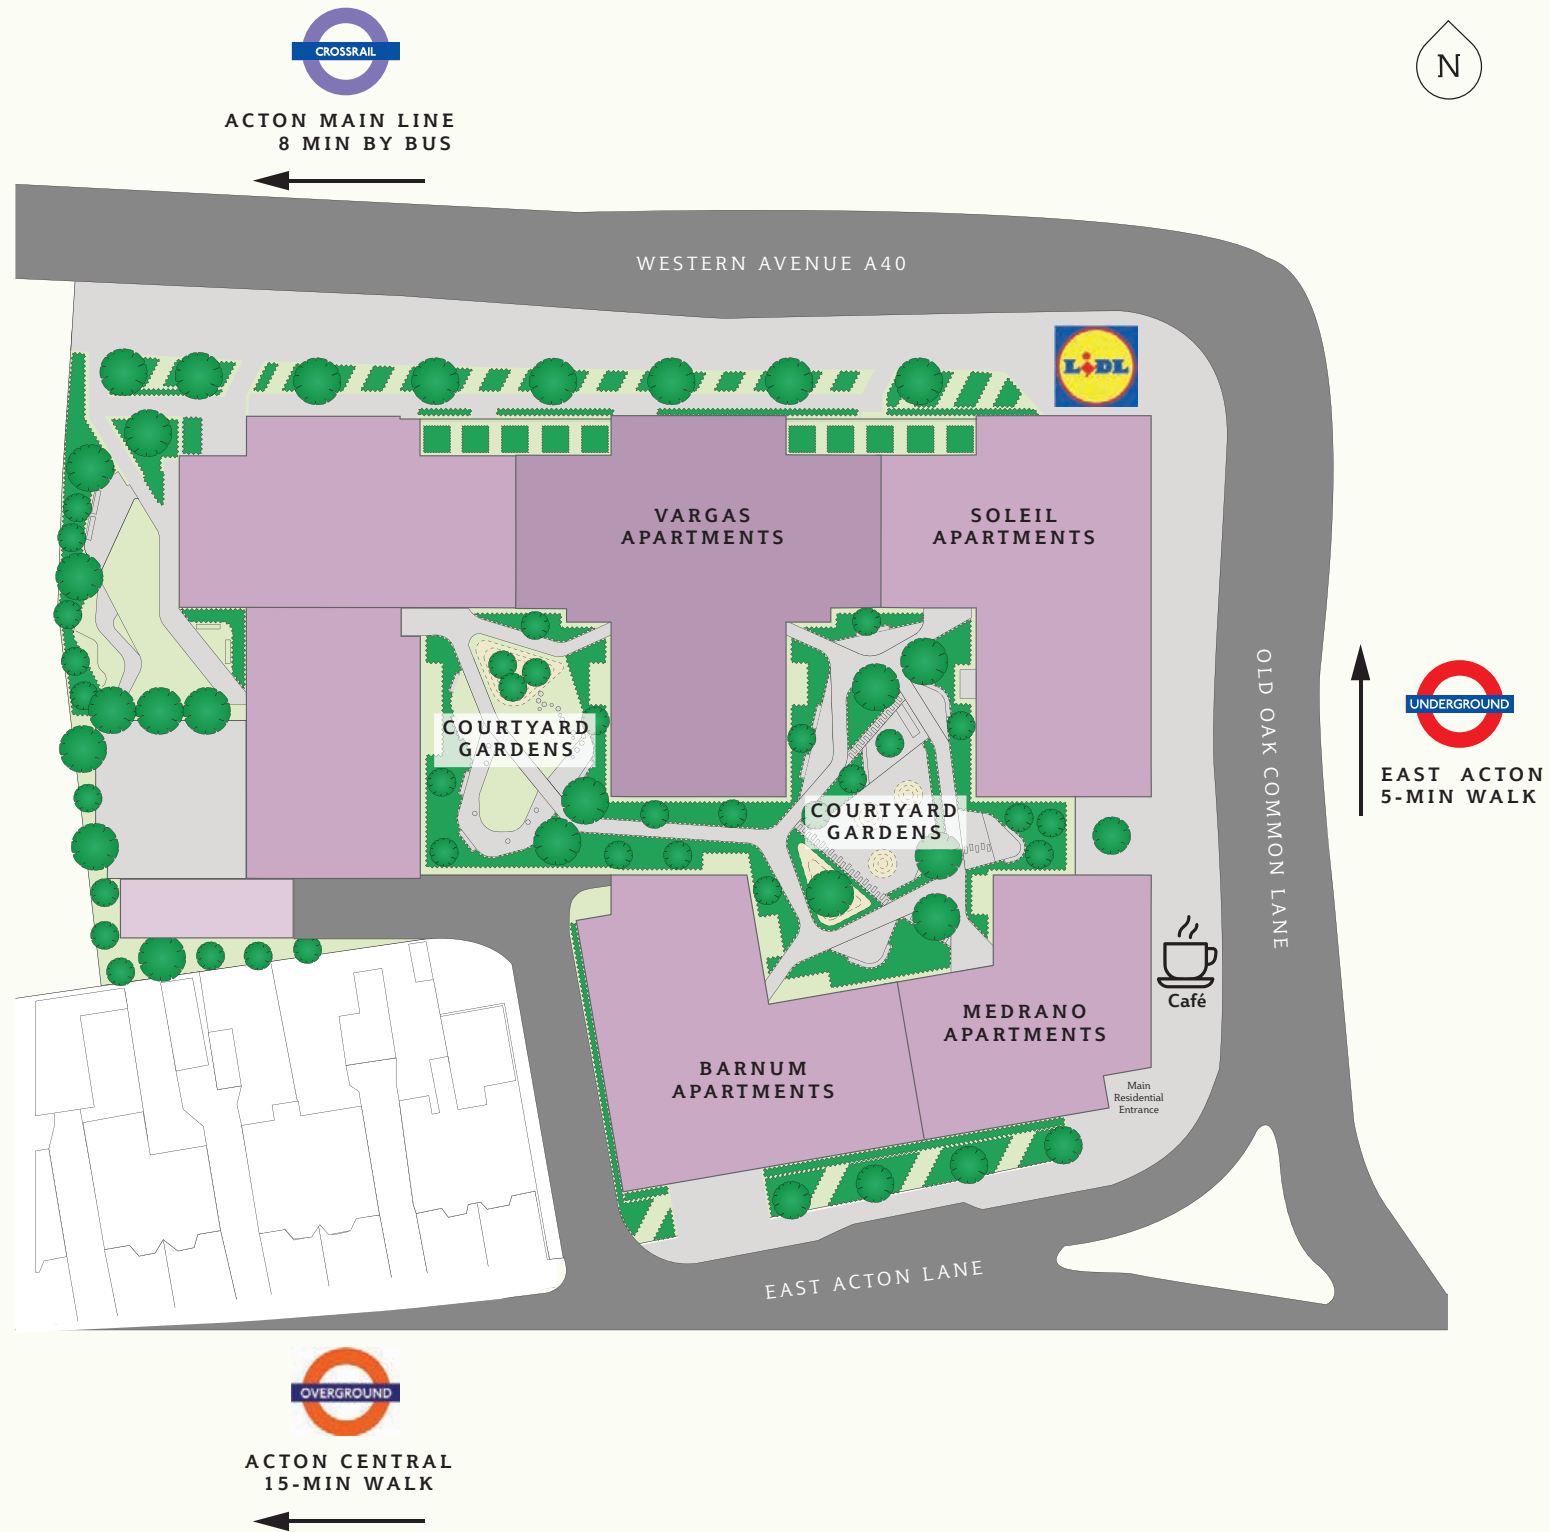 CROSSRAIL
ACTON MAIN LINE
8 MIN BY BUS
N
WESTERN AVENUE A40
LIDL
VARGAS
APARTMENTS
SOLEIL
APARTMENTS
OLD OAK COMMON LANE
UNDERGROUND
EAST ACTON
5-MIN WALK
COURTYARD
GARDENS
COURTYARD
GARDENS
Café
MEDRANO
APARTMENTS
BARNUM
APARTMENTS
Main
Residential
Entrance
EAST ACTON LANE
OVERGROUND
ACTON CENTRAL
15-MIN WALK